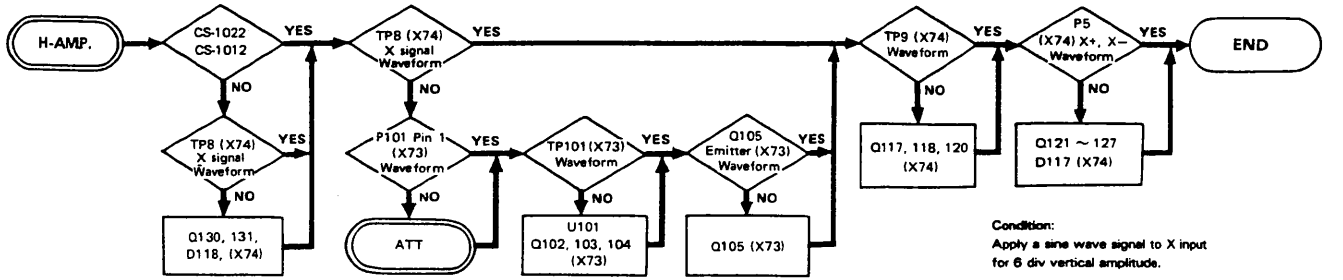 H-AMP.
CS-1022
CS-1012
YES
NO
TP8 (X74)
X signal
Waveform
YES
NO
Q130, 131,
D118, (X74)
TP8 (X74)
X signal
Waveform
YES
NO
P101 Pin 1
(X73)
Waveform
YES
NO
ATT
TP101 (X73)
Waveform
YES
NO
U101
Q102, 103, 104
(X73)
Q105
Emitter (X73)
Waveform
YES
NO
Q105 (X73)
TP9 (X74)
Waveform
YES
NO
Q117, 118, 120
(X74)
P5
(X74) X+, X−
Waveform
YES
NO
Q121 ~ 127
D117 (X74)
END
Condition:
Apply a sine wave signal to X input
for 6 div vertical amplitude.